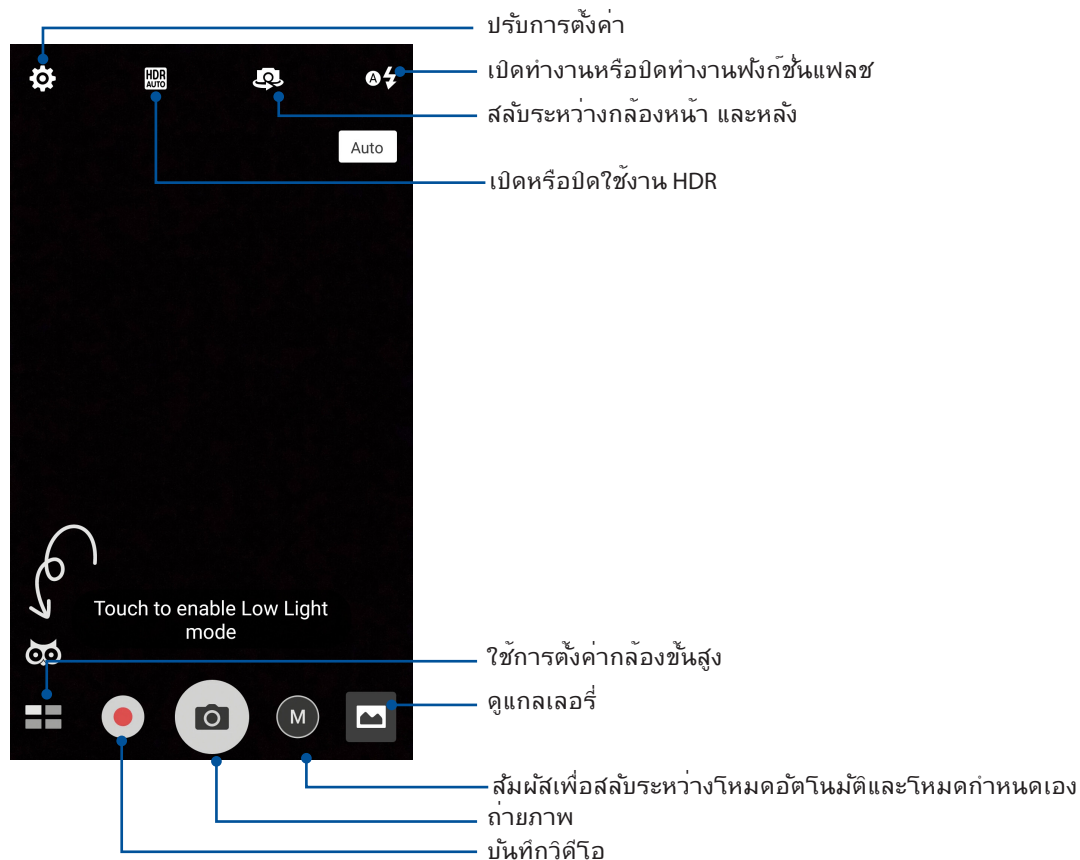 ปรับการตั้งค่า
เปิดทำงานหรือปิดทำงานฟังก์ชั่นแฟลช
HDR
AUTO
A
สลับระหว่างกล้องหน้า และหลัง
Auto
เปิดหรือปิดใช้งาน HDR
Touch to enable Low Light
mode
ใช้การตั้งค่ากล้องขั้นสูง
ดูแกลเลอรี่
M
สัมผัสเพื่อสลับระหว่างโหมดอัตโนมัติและโหมดกำหนดเอง
ถ่ายภาพ
บันทึกวิดีโอ